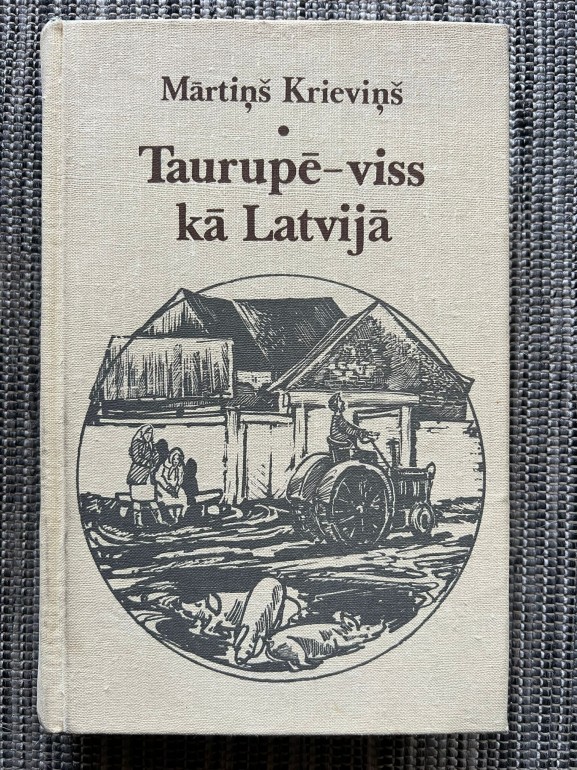 Mārtiņš Krieviņš
•
Taurupē–viss
kā Latvijā